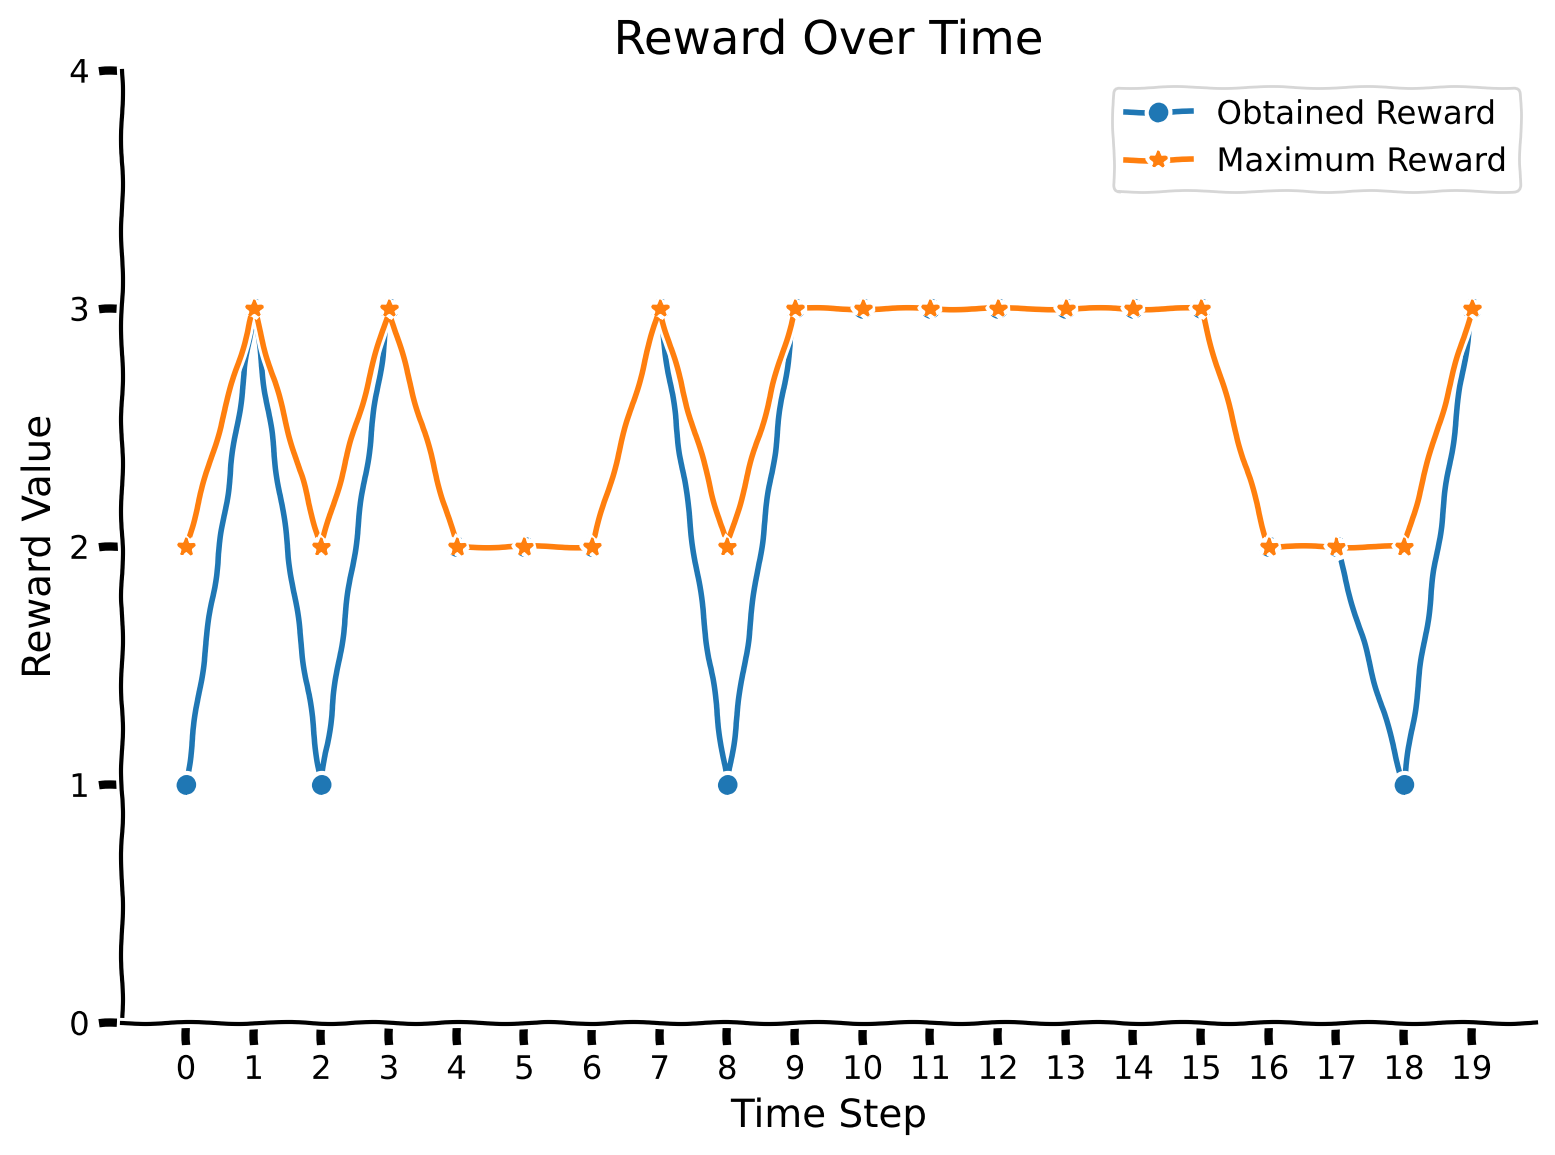 Reward Over Time
Obtained Reward
Maximum Reward
Reward Value
4
3
2
1
0
0 1 2 3 4 5 6 7 8 9 10 11 12 13 14 15 16 17 18 19
Time Step